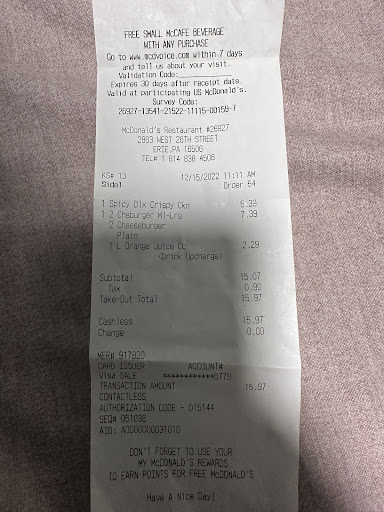 FREE SMALL McCAFE BEVERAGE
WITH ANY PURCHASE
Go to www.mcdvoice.com within 7 days
and tell us about your visit.
Validation Code:
Expires 30 days after receipt date.
Valid at participating US McDonald's.
Survey Code:
26927-13541-21522-11115-00159-7
McDonald's Restaurant #26927
2863 WEST 26TH STREET
ERIE,PA 16506
TEL# 1 814 838 4506
KS# 13 12/15/2022 11:11 AM
Side1 Order 54
1 Spicy Dlx Crispy Ckn 5.39
1 2 Chsburger Ml-Lrg 7.39
2 Cheeseburger
Plain
1 L Orange Juice Cc 2.29
<Drink Upcharge>
Subtotal 15.07
Tax 0.90
Take-Out Total 15.97
Cashless 15.97
Change 0.00
MER# 917820
CARD ISSUER ACCOUNT#
Visa SALE ************5776
TRANSACTION AMOUNT 15.97
CONTACTLESS
AUTHORIZATION CODE - 015144
SEQ# 051036
AID: A0000000031010
DON'T FORGET TO USE YOUR
MY McDONALD'S REWARDS
TO EARN POINTS FOR FREE McDONALD'S
Have A Nice Day!